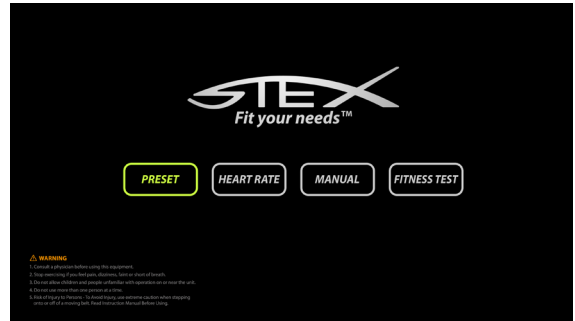 STEX
Fit your needs™
PRESET
HEART RATE
MANUAL
FITNESS TEST
⚠ WARNING
1. Consult a physician before using this equipment.
2. Stop exercising if you feel pain, dizziness, faint or short of breath.
3. Do not allow children and people unfamiliar with operation on or near the unit.
4. Do not use more than one person at a time.
5. Risk of Injury to Persons - To Avoid Injury, use extreme caution when stepping
onto or off of a moving belt. Read Instruction Manual Before Using.